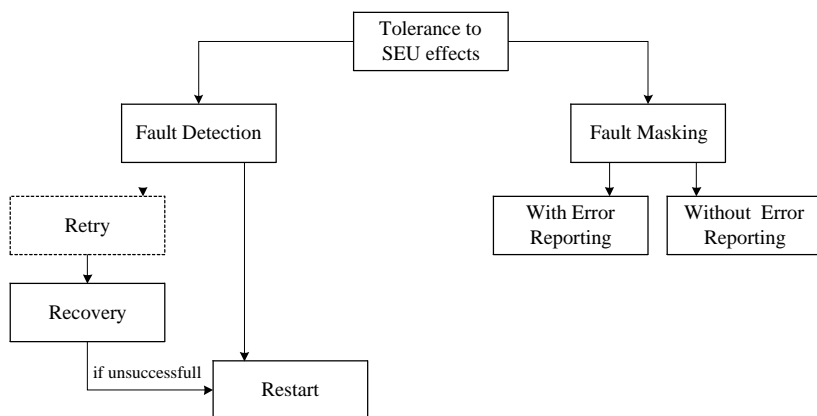 Tolerance to
SEU effects
Fault Detection
Fault Masking
With Error
Reporting
Without Error
Reporting
Retry
Recovery
if unsuccessfull
Restart